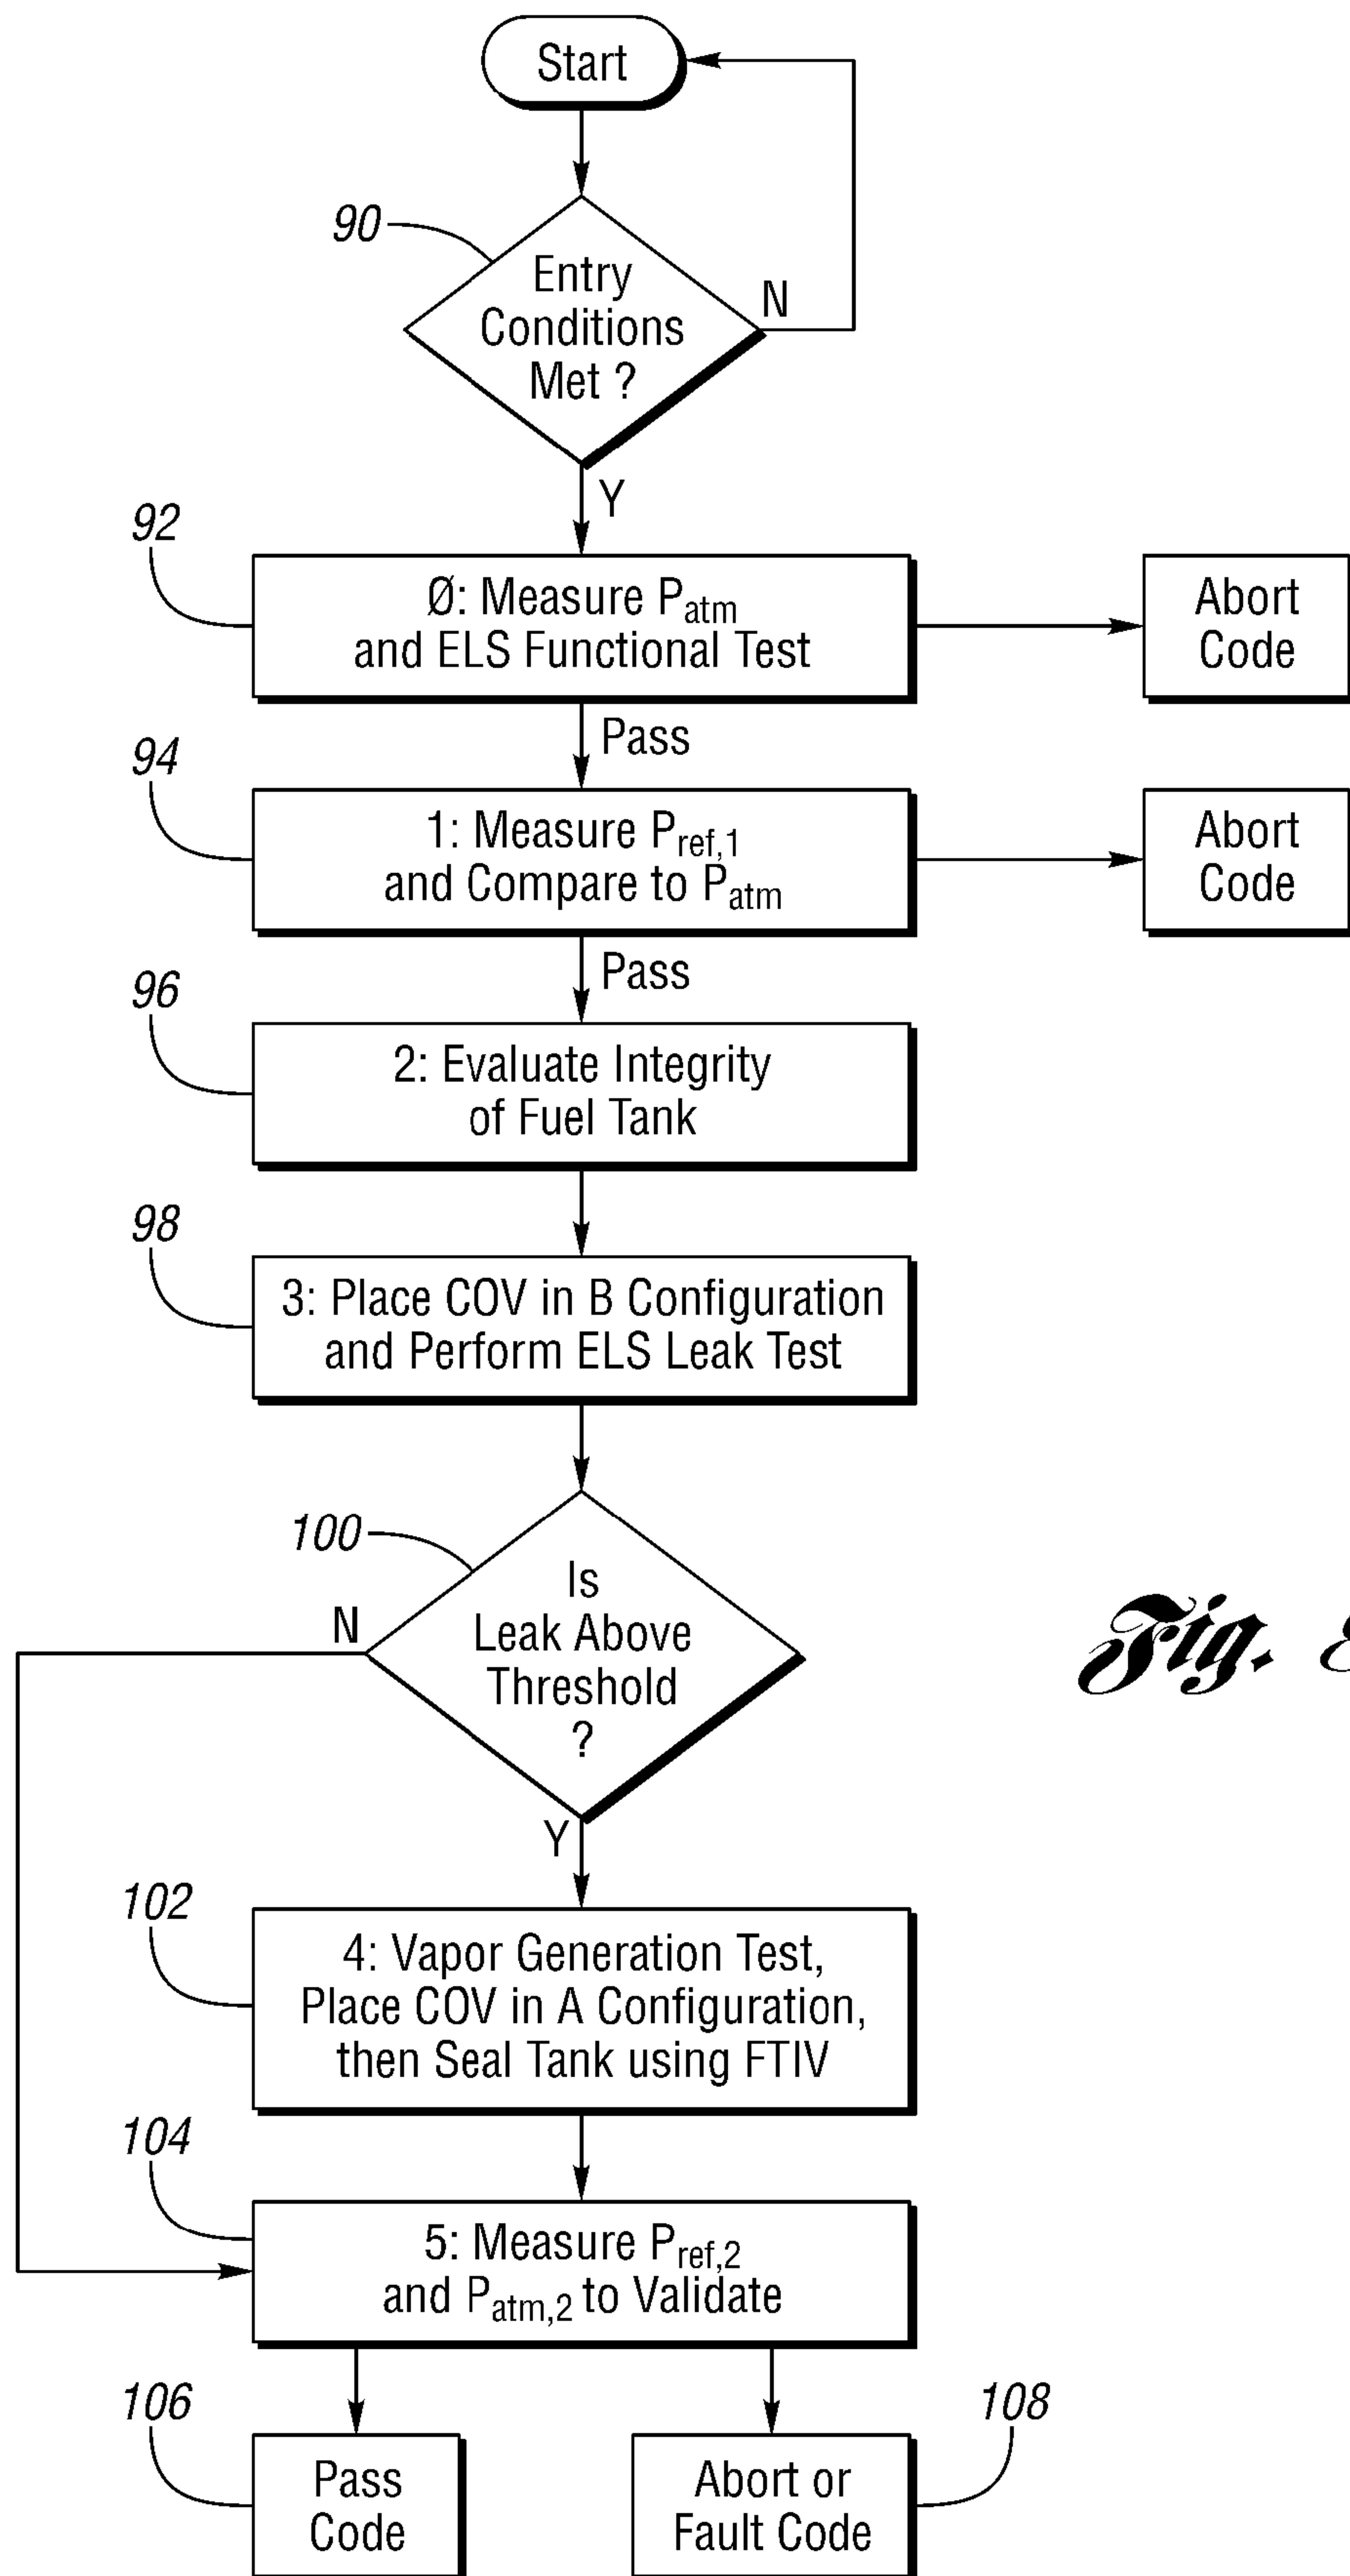 Start
90
Entry
Conditions
Met ?
N
Y
92
Ø: Measure Patm
and ELS Functional Test
Abort
Code
Pass
94
1: Measure Pref,1
and Compare to Patm
Abort
Code
Pass
96
2: Evaluate Integrity
of Fuel Tank
98
3: Place COV in B Configuration
and Perform ELS Leak Test
100
Is
Leak Above
Threshold
?
N
Fig.
Y
102
4: Vapor Generation Test,
Place COV in A Configuration,
then Seal Tank using FTIV
104
5: Measure Pref,2
and Patm,2 to Validate
106
Pass
Code
108
Abort or
Fault Code